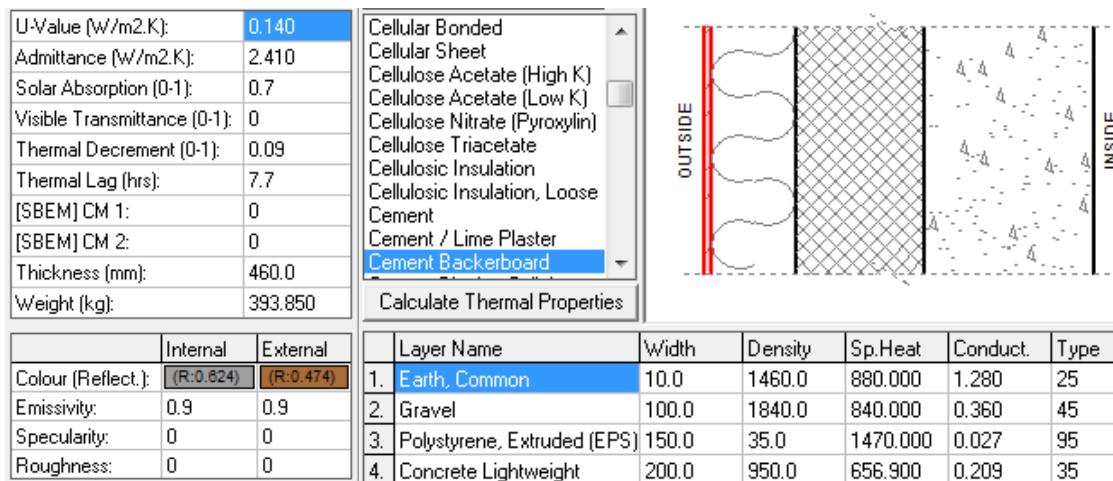 U-Value (W/m2.K): 0.140
Admittance (W/m2.K): 2.410
Solar Absorption (0-1): 0.7
Visible Transmittance (0-1): 0
Thermal Decrement (0-1): 0.09
Thermal Lag (hrs): 7.7
[SBEM] CM 1: 0
[SBEM] CM 2: 0
Thickness (mm): 460.0
Weight (kg): 393.850
Cellular Bonded
Cellular Sheet
Cellulose Acetate (High K)
Cellulose Acetate (Low K)
Cellulose Nitrate (Pyroxylin)
Cellulose Triacetate
Cellulosic Insulation
Cellulosic Insulation, Loose
Cement
Cement / Lime Plaster
Cement Backerboard
Calculate Thermal Properties
OUTSIDE
INSIDE
Internal External
Colour (Reflect.): (R:0.624) (R:0.474)
Emissivity: 0.9 0.9
Specularity: 0 0
Roughness: 0 0
Layer Name Width Density Sp.Heat Conduct. Type
1. Earth, Common 10.0 1460.0 880.000 1.280 25
2. Gravel 100.0 1840.0 840.000 0.360 45
3. Polystyrene, Extruded (EPS) 150.0 35.0 1470.000 0.027 95
4. Concrete Lightweight 200.0 950.0 656.900 0.209 35